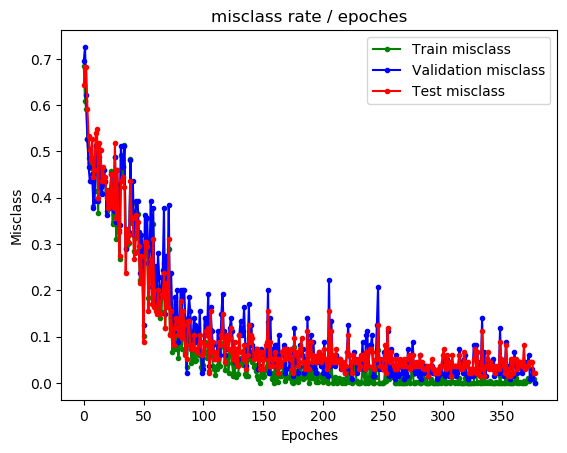 misclass rate / epoches
Train misclass
Validation misclass
Test misclass
Misclass
0.7
0.6
0.5
0.4
0.3
0.2
0.1
0.0
0 50 100 150 200 250 300 350
Epoches